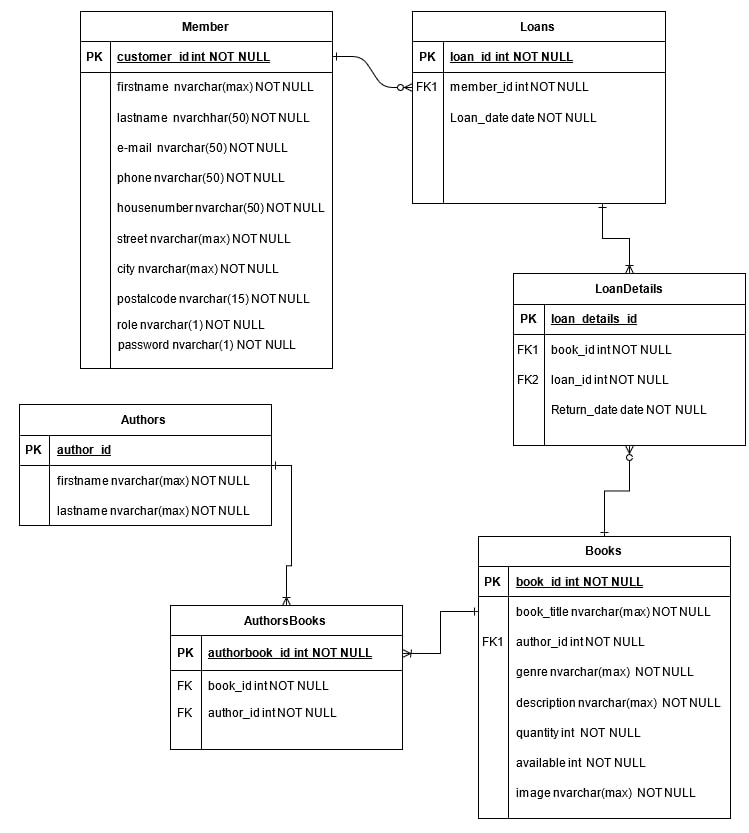 Member
PK customer_id int NOT NULL
firstname nvarchar(max) NOT NULL
lastname nvarchhar(50) NOT NULL
e-mail nvarchar(50) NOT NULL
phone nvarchar(50) NOT NULL
housenumber nvarchar(50) NOT NULL
street nvarchar(max) NOT NULL
city nvarchar(max) NOT NULL
postalcode nvarchar(15) NOT NULL
role nvarchar(1) NOT NULL
password nvarchar(1) NOT NULL
Loans
PK loan_id int NOT NULL
FK1 member_id int NOT NULL
Loan_date date NOT NULL
LoanDetails
PK loan_details_id
FK1 book_id int NOT NULL
FK2 loan_id int NOT NULL
Return_date date NOT NULL
Authors
PK author_id
firstname nvarchar(max) NOT NULL
lastname nvarchar(max) NOT NULL
AuthorsBooks
PK authorbook_id int NOT NULL
FK book_id int NOT NULL
FK author_id int NOT NULL
Books
PK book_id int NOT NULL
book_title nvarchar(max) NOT NULL
FK1 author_id int NOT NULL
genre nvarchar(max) NOT NULL
description nvarchar(max) NOT NULL
quantity int NOT NULL
available int NOT NULL
image nvarchar(max) NOT NULL